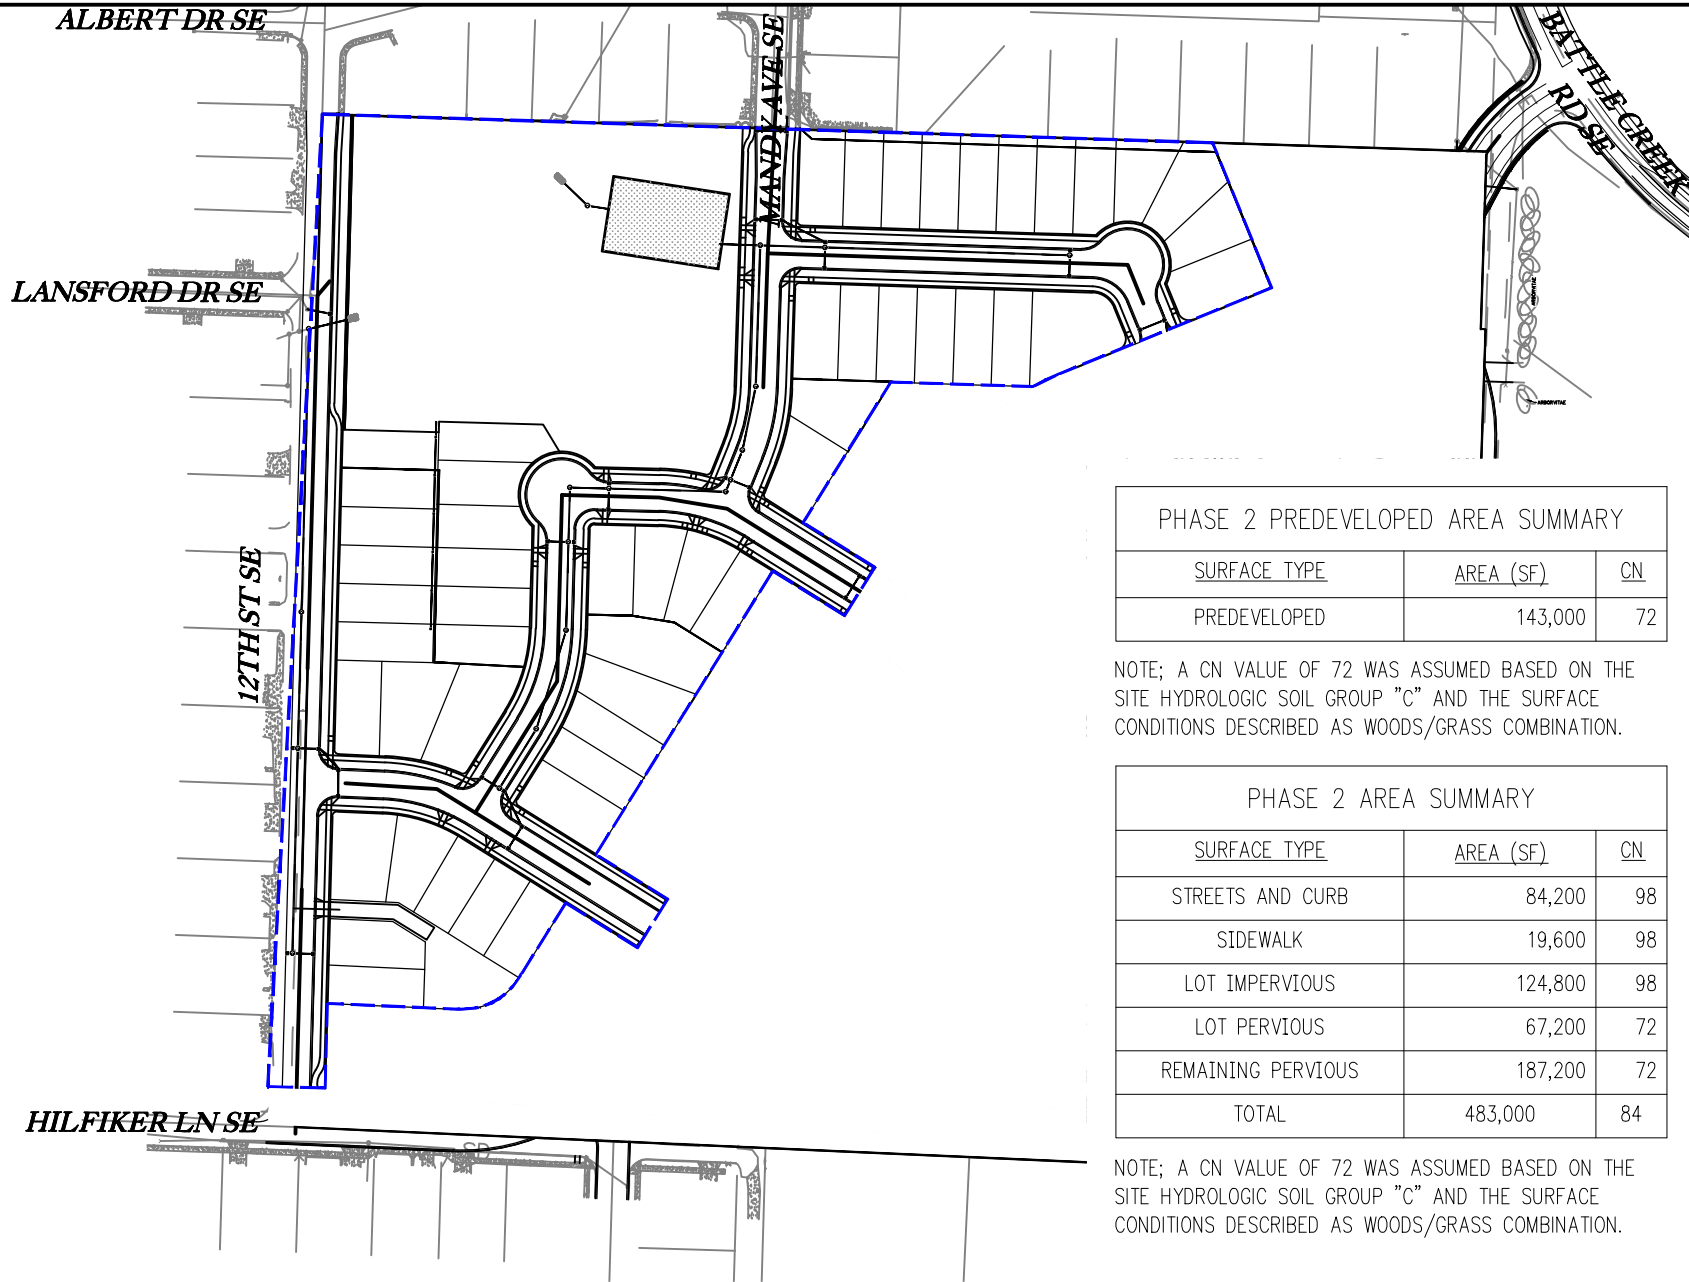 ALBERT DR SE
MANDY AVE SE
BATTLE CREEK
RD SE
LANSFORD DR SE
ARBORVITAE
ARBORVITAE
12TH ST SE
HILFIKER LN SE
SD
PHASE 2 PREDEVELOPED AREA SUMMARY
SURFACE TYPE AREA (SF) CN
PREDEVELOPED 143,000 72
NOTE; A CN VALUE OF 72 WAS ASSUMED BASED ON THE
SITE HYDROLOGIC SOIL GROUP "C" AND THE SURFACE
CONDITIONS DESCRIBED AS WOODS/GRASS COMBINATION.
PHASE 2 AREA SUMMARY
SURFACE TYPE AREA (SF) CN
STREETS AND CURB 84,200 98
SIDEWALK 19,600 98
LOT IMPERVIOUS 124,800 98
LOT PERVIOUS 67,200 72
REMAINING PERVIOUS 187,200 72
TOTAL 483,000 84
NOTE; A CN VALUE OF 72 WAS ASSUMED BASED ON THE
SITE HYDROLOGIC SOIL GROUP "C" AND THE SURFACE
CONDITIONS DESCRIBED AS WOODS/GRASS COMBINATION.